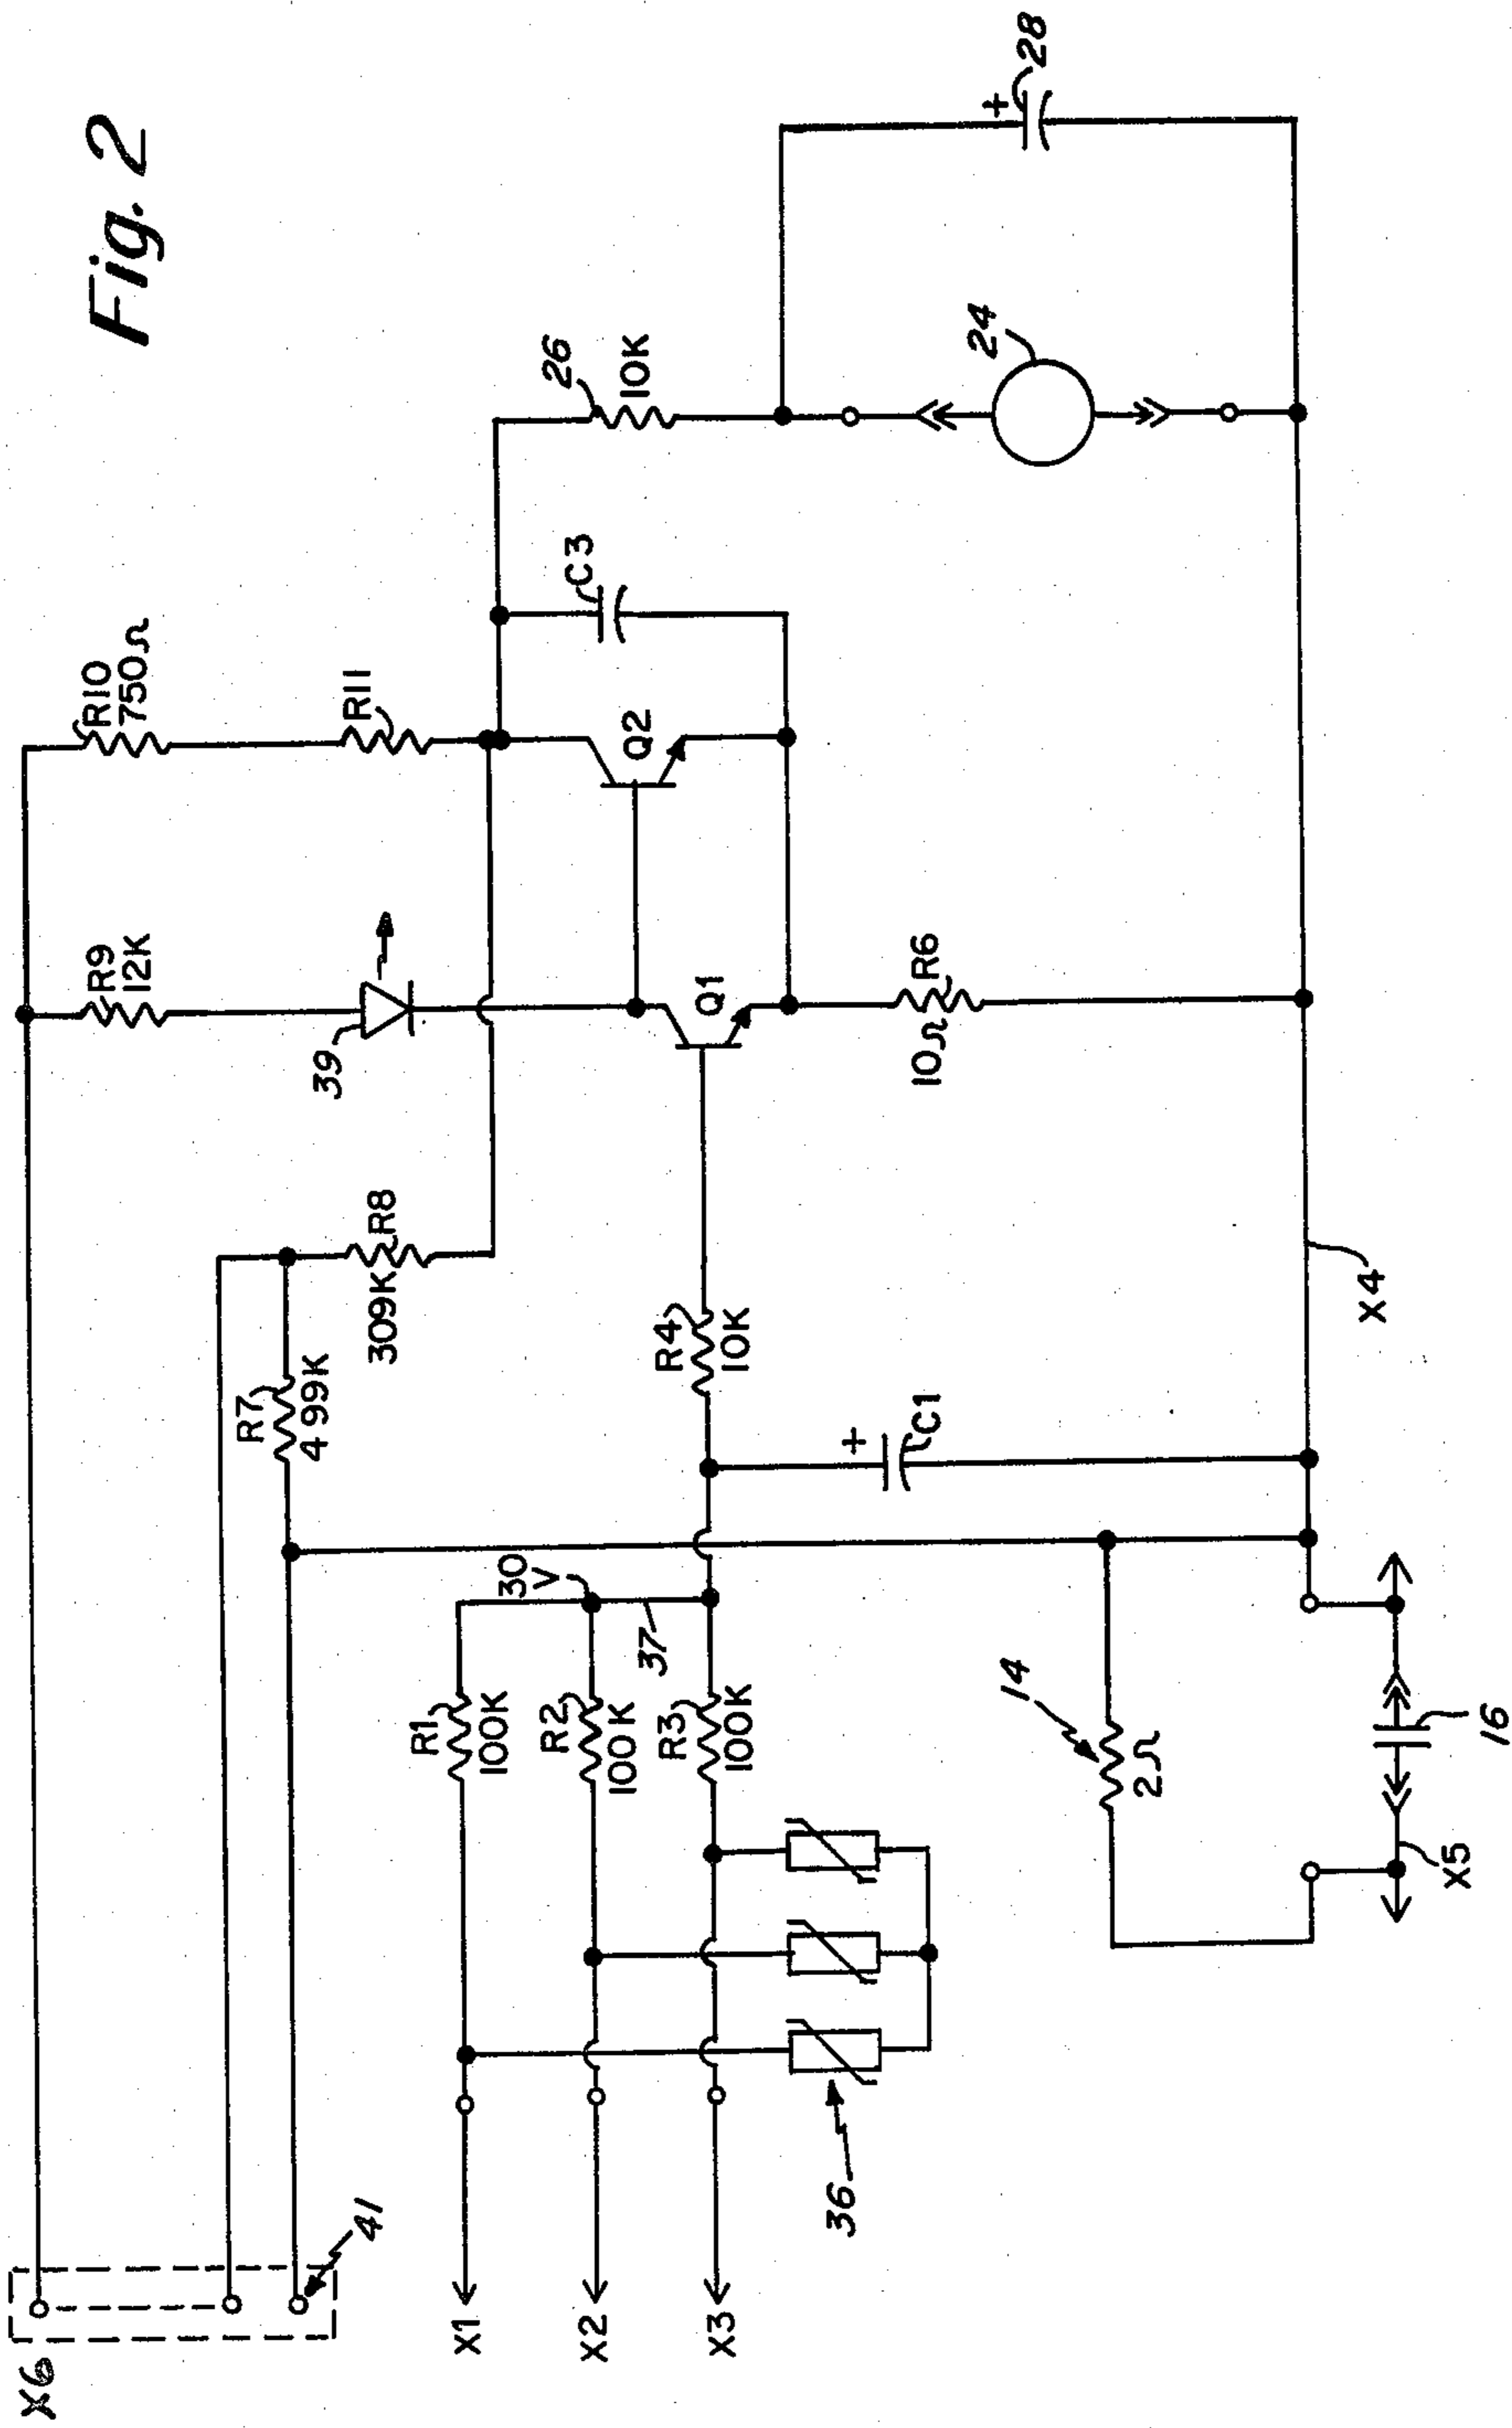 Fig. 2
X6
41
R7
499K
309K
R8
R9
12K
39
R10
750Ω
R11
C3
26
10K
28
+
24
Q2
Q1
R6
10Ω
R4
10K
+
C1
30
V
37
R1
100K
R2
100K
R3
100K
X1
X2
X3
36
14
2Ω
16
X5
X4